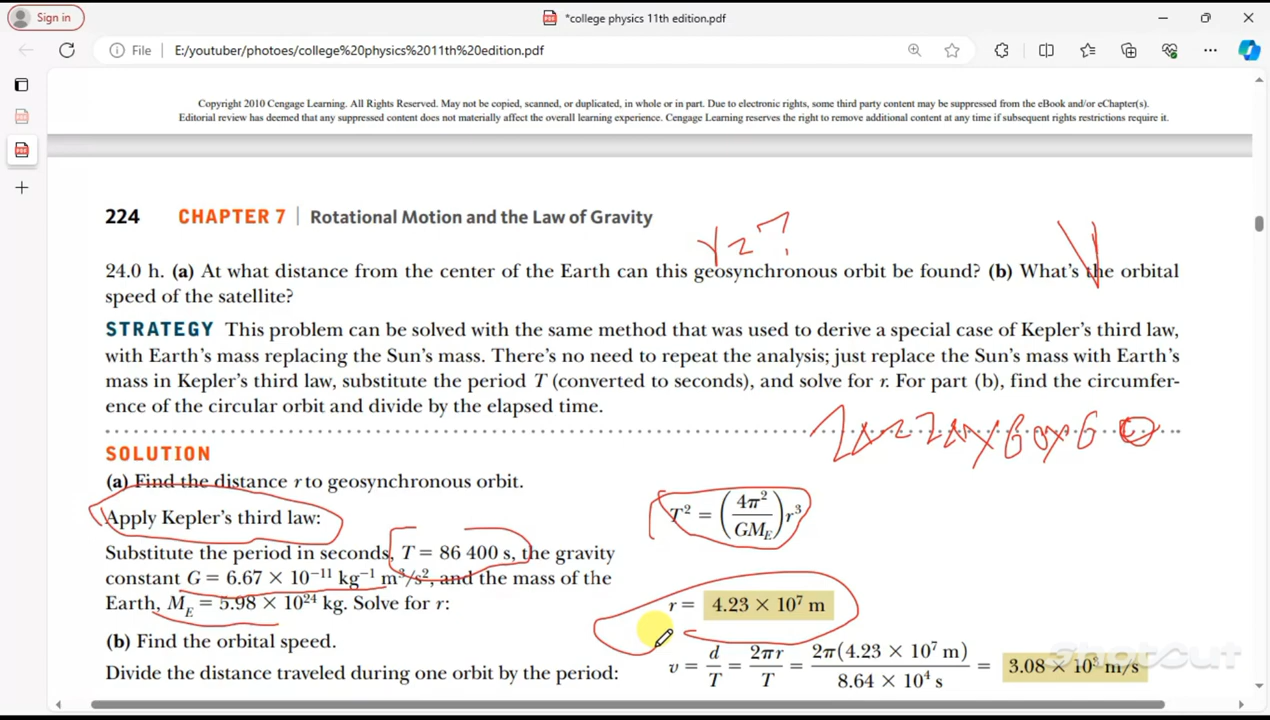 Sign in
*college physics 11th edition.pdf
File
E:/youtuber/photoes/college%20physics%2011th%20edition.pdf
Copyright 2010 Cengage Learning. All Rights Reserved. May not be copied, scanned, or duplicated, in whole or in part. Due to electronic rights, some third party content may be suppressed from the eBook and/or eChapter(s).
Editorial review has deemed that any suppressed content does not materially affect the overall learning experience. Cengage Learning reserves the right to remove additional content at any time if subsequent rights restrictions require it.
224 CHAPTER 7 | Rotational Motion and the Law of Gravity
r = ?
V
24.0 h. (a) At what distance from the center of the Earth can this geosynchronous orbit be found? (b) What's the orbital
speed of the satellite?
STRATEGY This problem can be solved with the same method that was used to derive a special case of Kepler's third law,
with Earth's mass replacing the Sun's mass. There's no need to repeat the analysis; just replace the Sun's mass with Earth's
mass in Kepler's third law, substitute the period T (converted to seconds), and solve for r. For part (b), find the circumfer-
ence of the circular orbit and divide by the elapsed time.
SOLUTION
(a) Find the distance r to geosynchronous orbit.
Apply Kepler's third law:
T² = (4π²/GM_E) r³
Substitute the period in seconds, T = 86 400 s, the gravity
constant G = 6.67 × 10⁻¹¹ kg⁻¹ m³/s², and the mass of the
Earth, M_E = 5.98 × 10²⁴ kg. Solve for r:
r = 4.23 × 10⁷ m
(b) Find the orbital speed.
Divide the distance traveled during one orbit by the period:
v = d/T = 2πr/T = 2π(4.23 × 10⁷ m)/8.64 × 10⁴ s = 3.08 × 10³ m/s
ShotCut